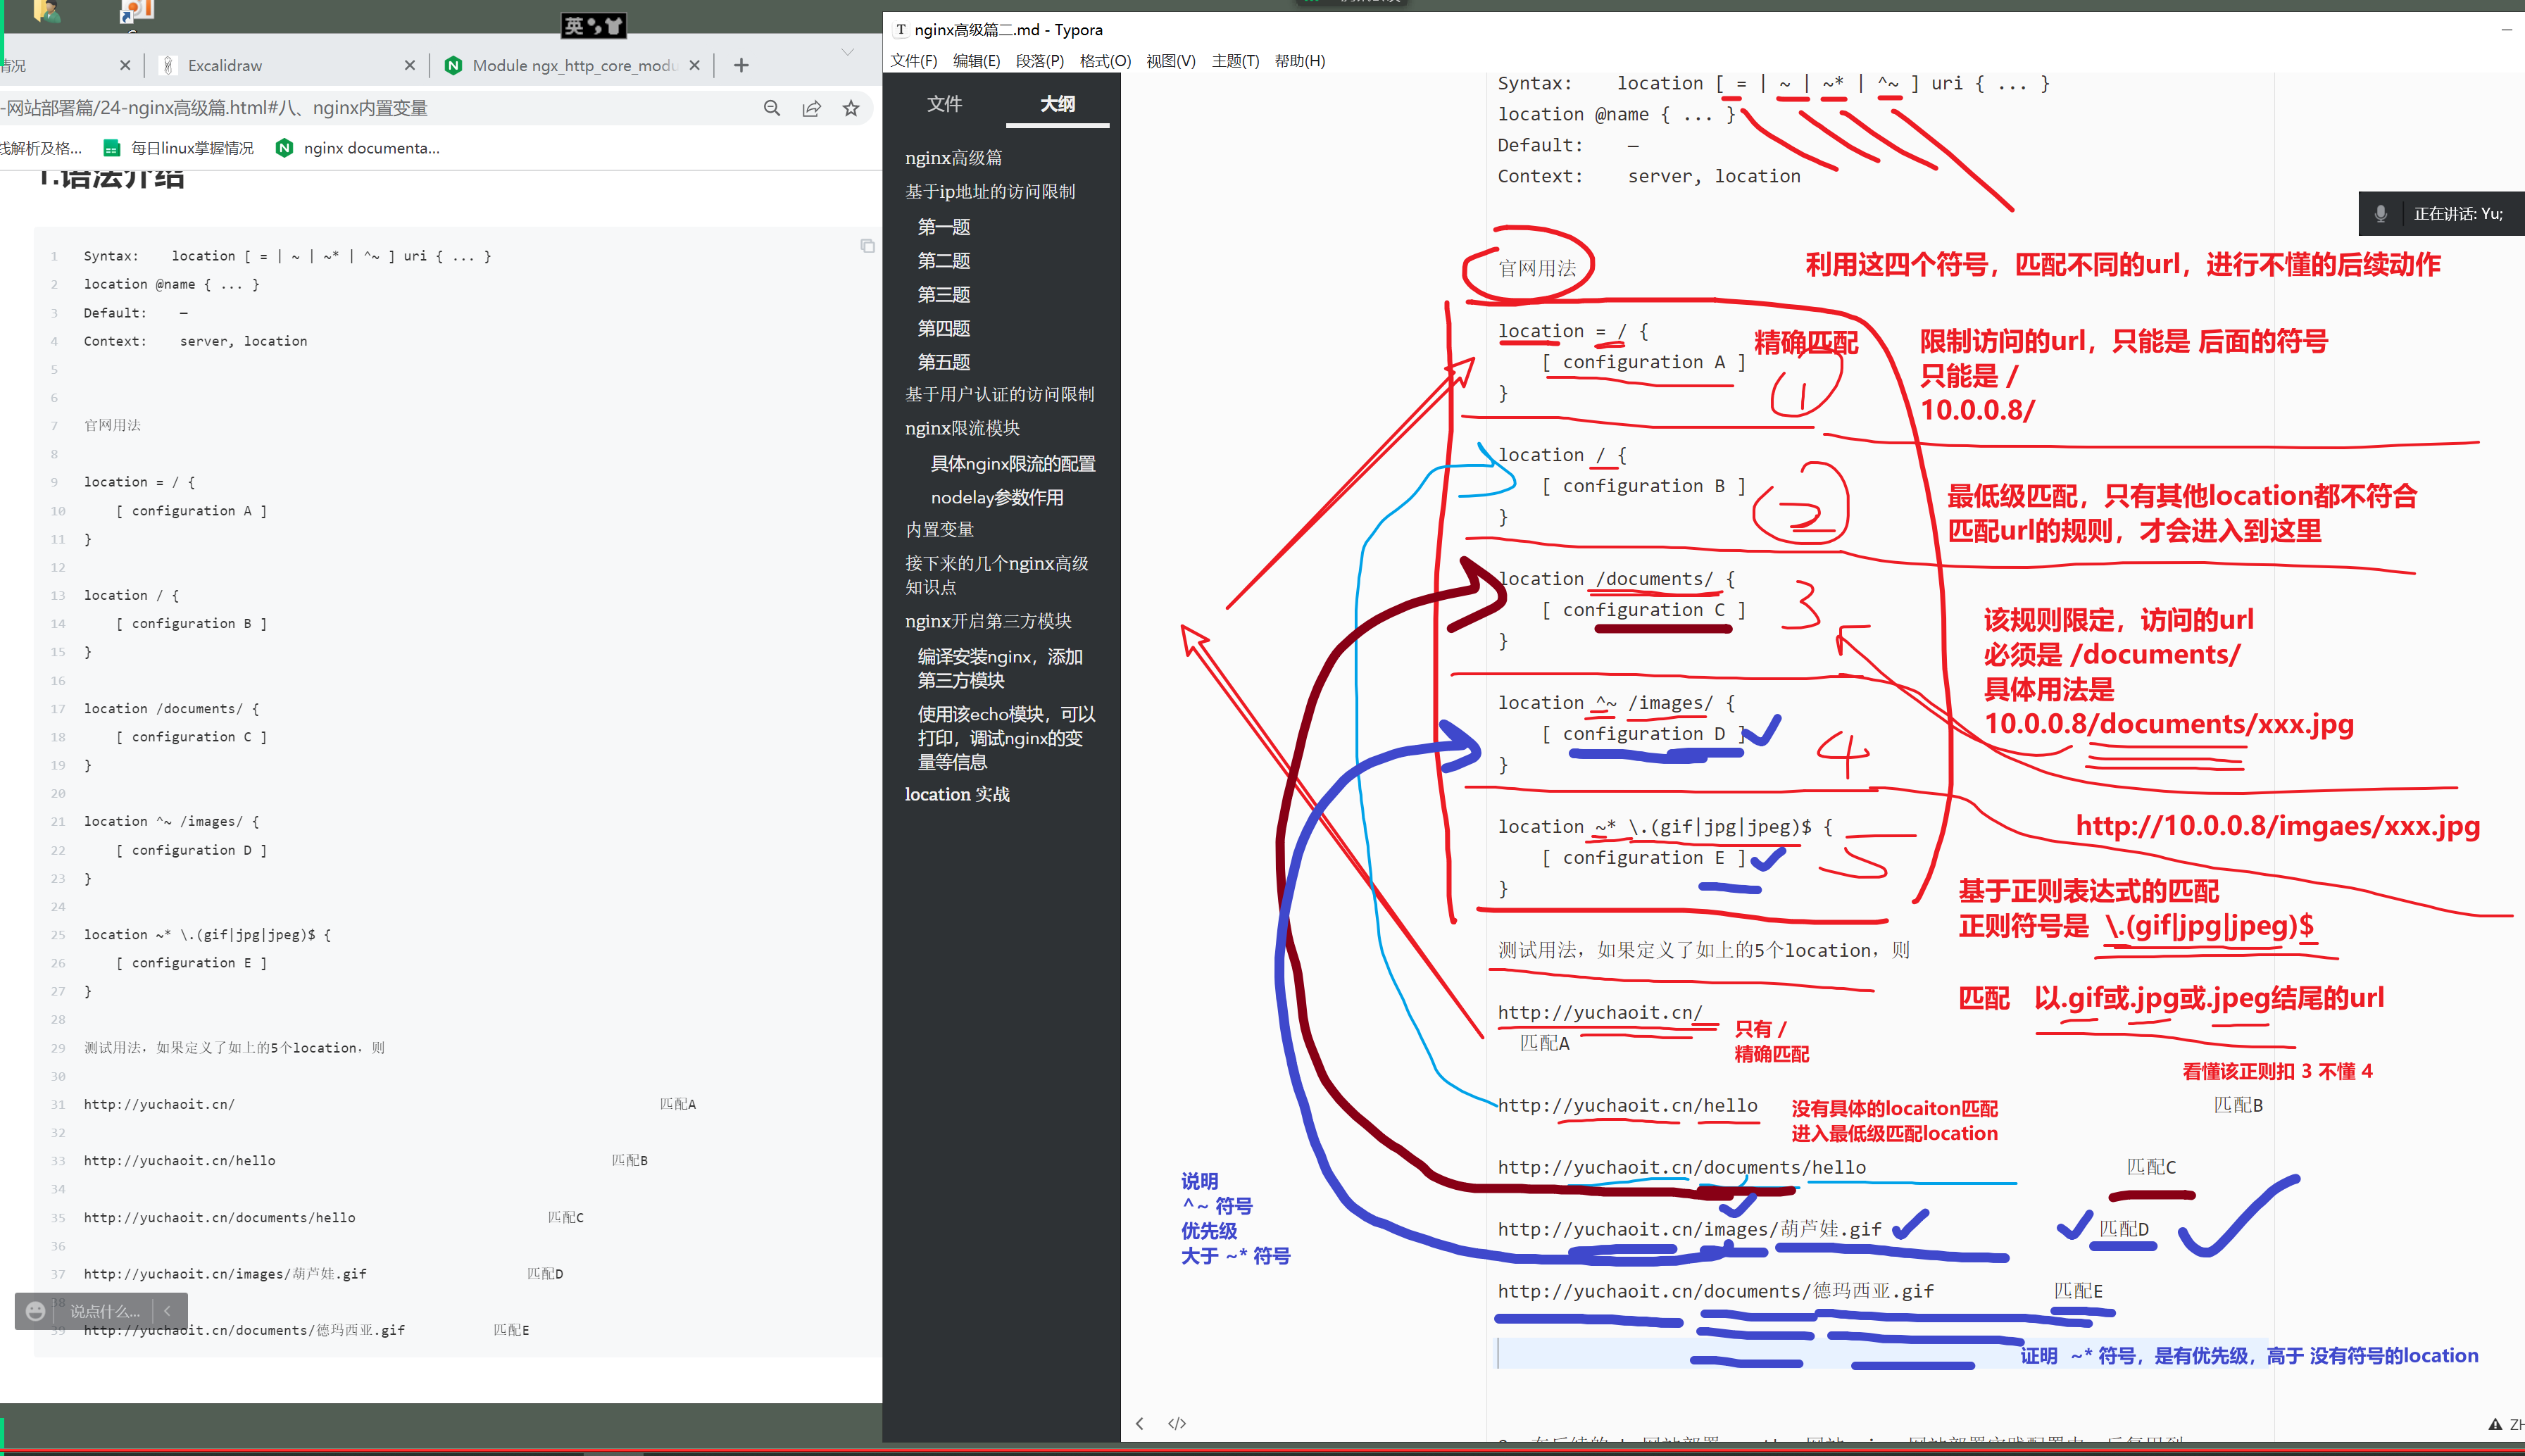 英
情况
Excalidraw
Module ngx_http_core_modu
-网站部署篇/24-nginx高级篇.html#八、nginx内置变量
线解析及格...
每日linux掌握情况
nginx documenta...
1.语法介绍
1 Syntax: location [ = | ~ | ~* | ^~ ] uri { ... }
2 location @name { ... }
3 Default: —
4 Context: server, location
5
6
7 官网用法
8
9 location = / {
10 [ configuration A ]
11 }
12
13 location / {
14 [ configuration B ]
15 }
16
17 location /documents/ {
18 [ configuration C ]
19 }
20
21 location ^~ /images/ {
22 [ configuration D ]
23 }
24
25 location ~* \.(gif|jpg|jpeg)$ {
26 [ configuration E ]
27 }
28
29 测试用法，如果定义了如上的5个location，则
30
31 http://yuchaoit.cn/ 匹配A
32
33 http://yuchaoit.cn/hello 匹配B
34
35 http://yuchaoit.cn/documents/hello 匹配C
36
37 http://yuchaoit.cn/images/葫芦娃.gif 匹配D
38
说点什么...
39 http://yuchaoit.cn/documents/德玛西亚.gif 匹配E
nginx高级篇二.md - Typora
文件(F) 编辑(E) 段落(P) 格式(O) 视图(V) 主题(T) 帮助(H)
文件 大纲
nginx高级篇
基于ip地址的访问限制
第一题
第二题
第三题
第四题
第五题
基于用户认证的访问限制
nginx限流模块
具体nginx限流的配置
nodelay参数作用
内置变量
接下来的几个nginx高级
知识点
nginx开启第三方模块
编译安装nginx，添加
第三方模块
使用该echo模块，可以
打印，调试nginx的变
量等信息
location 实战
Syntax: location [ = | ~ | ~* | ^~ ] uri { ... }
location @name { ... }
Default: —
Context: server, location
正在讲话: Yu;
官网用法
利用这四个符号，匹配不同的url，进行不懂的后续动作
location = / {
[ configuration A ]
}
精确匹配
1
限制访问的url，只能是 后面的符号
只能是 /
10.0.0.8/
location / {
[ configuration B ]
}
2
最低级匹配，只有其他location都不符合
匹配url的规则，才会进入到这里
location /documents/ {
[ configuration C ]
}
3
该规则限定，访问的url
必须是 /documents/
具体用法是
10.0.0.8/documents/xxx.jpg
location ^~ /images/ {
[ configuration D ]
}
4
http://10.0.0.8/imgaes/xxx.jpg
location ~* \.(gif|jpg|jpeg)$ {
[ configuration E ]
}
5
基于正则表达式的匹配
正则符号是 \.(gif|jpg|jpeg)$
匹配 以.gif或.jpg或.jpeg结尾的url
看懂该正则扣 3 不懂 4
测试用法，如果定义了如上的5个location，则
http://yuchaoit.cn/
匹配A
只有 /
精确匹配
http://yuchaoit.cn/hello 匹配B
没有具体的locaiton匹配
进入最低级匹配location
http://yuchaoit.cn/documents/hello 匹配C
说明
^~ 符号
优先级
大于 ~* 符号
http://yuchaoit.cn/images/葫芦娃.gif 匹配D
http://yuchaoit.cn/documents/德玛西亚.gif 匹配E
证明 ~* 符号，是有优先级，高于 没有符号的location